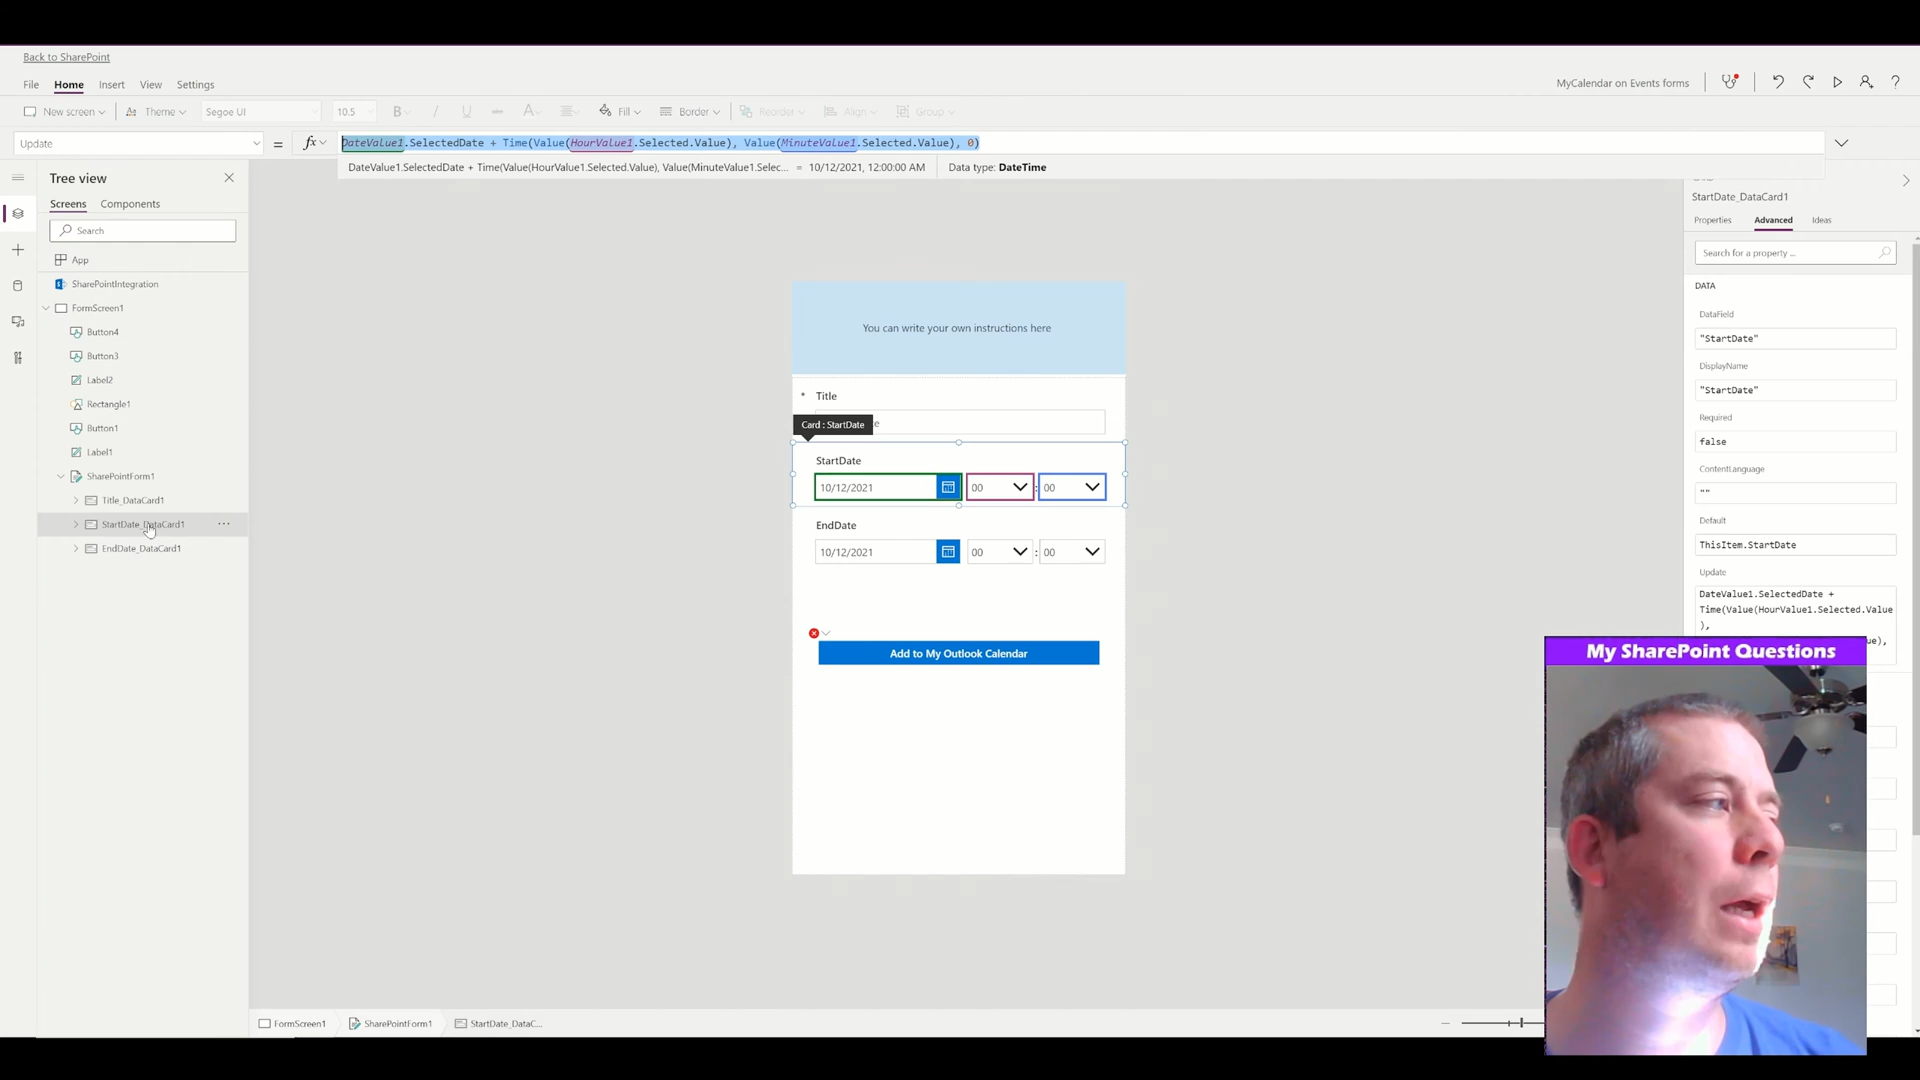 Back to SharePoint
File Home Insert View Settings
MyCalendar on Events forms
New screen Theme Segoe UI 10.5 B Fill Border Reorder Align Group
Update = fx DateValue1.SelectedDate + Time(Value(HourValue1.Selected.Value), Value(MinuteValue1.Selected.Value), 0)
DateValue1.SelectedDate + Time(Value(HourValue1.Selected.Value), Value(MinuteValue1.Selec... = 10/12/2021, 12:00:00 AM Data type: DateTime
Tree view
Screens Components
Search
App
SharePointIntegration
FormScreen1
Button4
Button3
Label2
Rectangle1
Button1
Label1
SharePointForm1
Title_DataCard1
StartDate_DataCard1 ...
EndDate_DataCard1
You can write your own instructions here
* Title
Card : StartDate
StartDate
10/12/2021 00 : 00
EndDate
10/12/2021 00 : 00
Add to My Outlook Calendar
StartDate_DataCard1
Properties Advanced Ideas
Search for a property ...
DATA
DataField
"StartDate"
DisplayName
"StartDate"
Required
false
ContentLanguage
""
Default
ThisItem.StartDate
Update
DateValue1.SelectedDate +
Time(Value(HourValue1.Selected.Value
),
My SharePoint Questions
FormScreen1 SharePointForm1 StartDate_DataC...